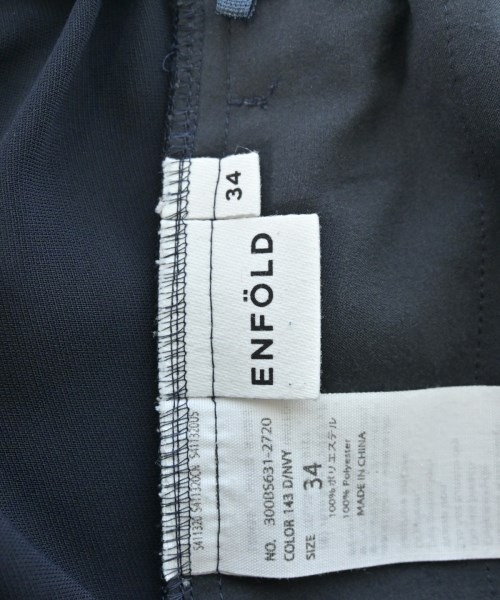 34
ENFÖLD
NO. 300BS631-2720
COLOR 143 D/NVY
SIZE
34
100% ポリエステル
100% Polyester
MADE IN CHINA